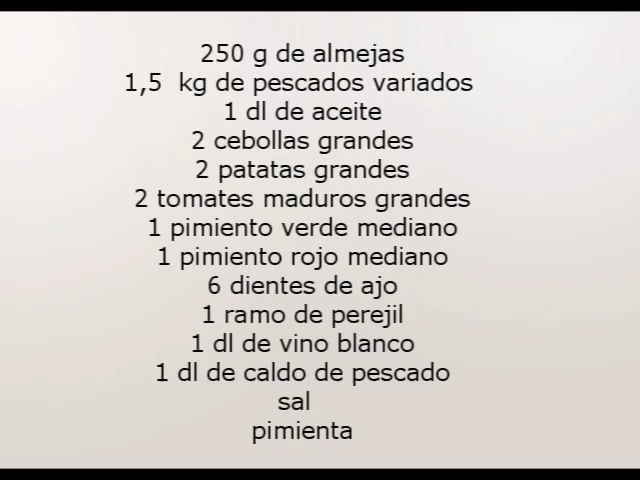 250 g de almejas
1,5 kg de pescados variados
1 dl de aceite
2 cebollas grandes
2 patatas grandes
2 tomates maduros grandes
1 pimiento verde mediano
1 pimiento rojo mediano
6 dientes de ajo
1 ramo de perejil
1 dl de vino blanco
1 dl de caldo de pescado
sal
pimienta